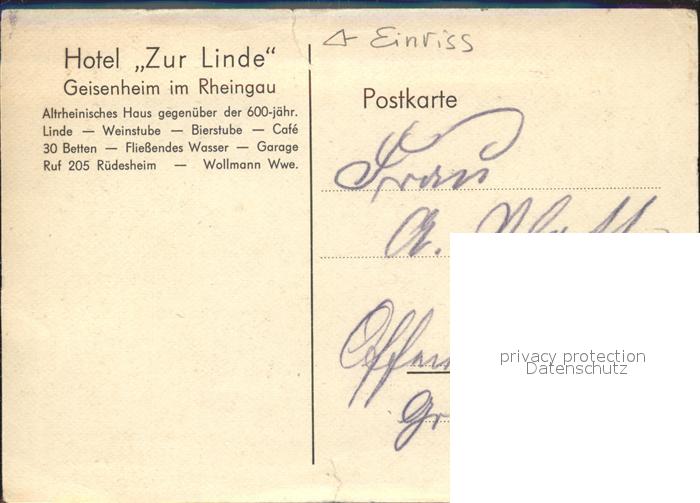 Hotel „Zur Linde“
Geisenheim im Rheingau
Altrheinisches Haus gegenüber der 600-jähr.
Linde — Weinstube — Bierstube — Café
30 Betten — Fließendes Wasser — Garage
Ruf 205 Rüdesheim — Wollmann Wwe.
Einriss
Postkarte
Frau
A.
privacy protection
Datenschutz